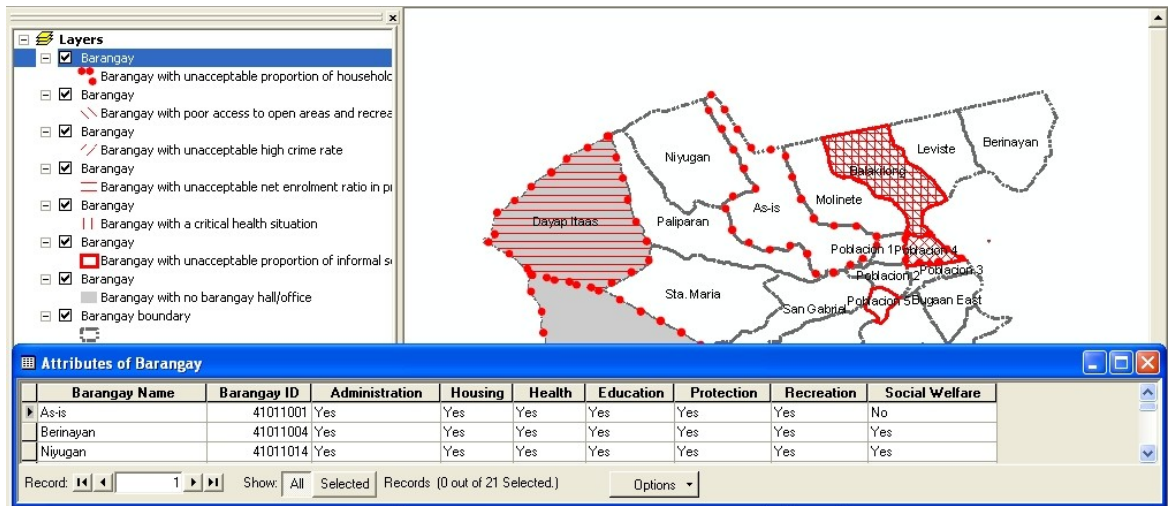 Layers
Barangay
Barangay with unacceptable proportion of househol
Barangay
Barangay with poor access to open areas and recrea
Barangay
Barangay with unacceptable high crime rate
Barangay
Barangay with unacceptable net enrolment ratio in pr
Barangay
Barangay with a critical health situation
Barangay
Barangay with unacceptable proportion of informal s
Barangay
Barangay with no barangay hall/office
Barangay boundary
Niyugan
Leviste
Berinayan
Balakilong
Dayap Itaas
Paliparan
As-is
Molinete
Poblacion 1
Poblacion 4
Poblacion 2
Poblacion 3
Sta. Maria
San Gabriel
Poblacion 5
Bugaan East
Attributes of Barangay
Barangay Name Barangay ID Administration Housing Health Education Protection Recreation Social Welfare
As-is 41011001 Yes Yes Yes Yes Yes Yes No
Berinayan 41011004 Yes Yes Yes Yes Yes Yes Yes
Niyugan 41011014 Yes Yes Yes Yes Yes Yes Yes
Record: 1 Show: All Selected Records (0 out of 21 Selected.) Options